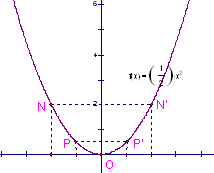 6
4
f(x) = (1/2)·x²
N
2
N'
P
P'
O